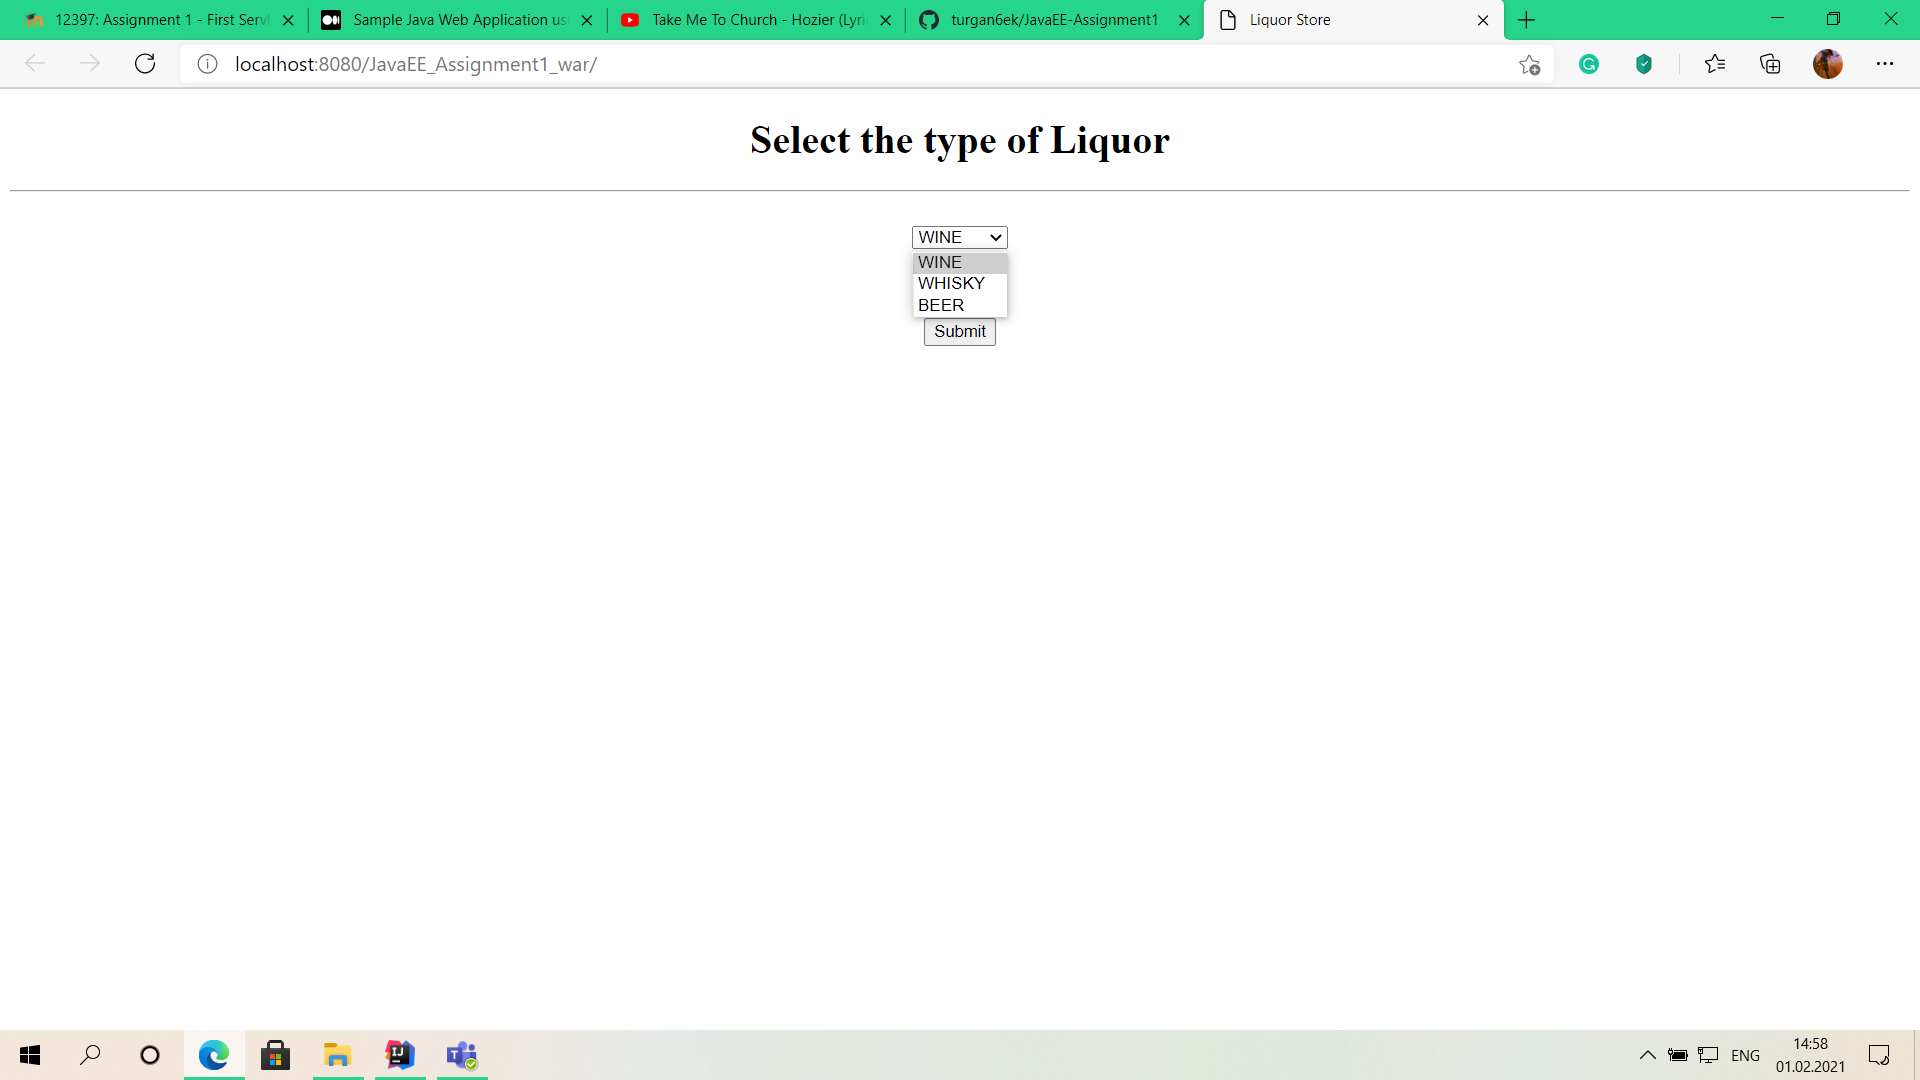 12397: Assignment 1 - First Servl
Sample Java Web Application usi
Take Me To Church - Hozier (Lyri
turgan6ek/JavaEE-Assignment1
Liquor Store
localhost:8080/JavaEE_Assignment1_war/
Select the type of Liquor
WINE
WINE
WHISKY
BEER
Submit
ENG
14:58
01.02.2021